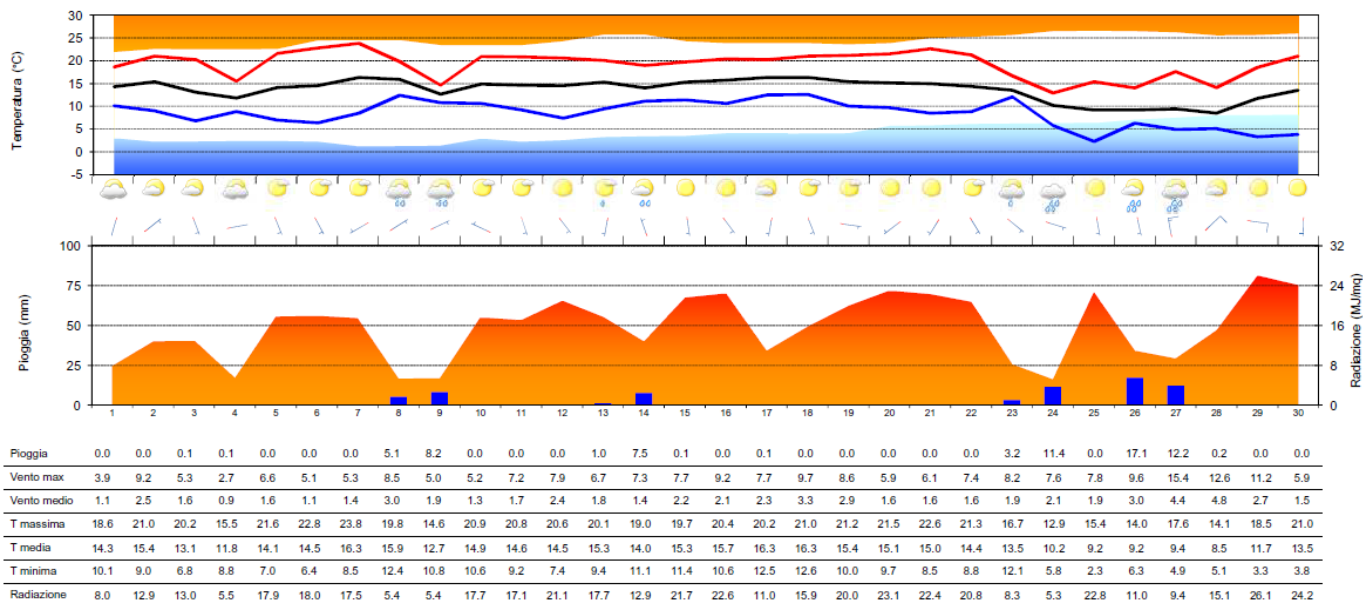 30
25
20
15
10
5
0
-5
Temperatura (°C)
100 32
75 24
50 16
25 8
0 0
Pioggia (mm)
Radiazione (MJ/mq)
1 2 3 4 5 6 7 8 9 10 11 12 13 14 15 16 17 18 19 20 21 22 23 24 25 26 27 28 29 30
Pioggia 0.0 0.0 0.1 0.1 0.0 0.0 0.0 5.1 8.2 0.0 0.0 0.0 1.0 7.5 0.1 0.0 0.1 0.0 0.0 0.0 0.0 0.0 3.2 11.4 0.0 17.1 12.2 0.2 0.0 0.0
Vento max 3.9 9.2 5.3 2.7 6.6 5.1 5.3 8.5 5.0 5.2 7.2 7.9 6.7 7.3 7.7 9.2 7.7 9.7 8.6 5.9 6.1 7.4 8.2 7.6 7.8 9.6 15.4 12.6 11.2 5.9
Vento medio 1.1 2.5 1.6 0.9 1.6 1.1 1.4 3.0 1.9 1.3 1.7 2.4 1.8 1.4 2.2 2.1 2.3 3.3 2.9 1.6 1.6 1.6 1.9 2.1 1.9 3.0 4.4 4.8 2.7 1.5
T massima 18.6 21.0 20.2 15.5 21.6 22.8 23.8 19.8 14.6 20.9 20.8 20.6 20.1 19.0 19.7 20.4 20.2 21.0 21.2 21.5 22.6 21.3 16.7 12.9 15.4 14.0 17.6 14.1 18.5 21.0
T media 14.3 15.4 13.1 11.8 14.1 14.5 16.3 15.9 12.7 14.9 14.6 14.5 15.3 14.0 15.3 15.7 16.3 16.3 15.4 15.1 15.0 14.4 13.5 10.2 9.2 9.2 9.4 8.5 11.7 13.5
T minima 10.1 9.0 6.8 8.8 7.0 6.4 8.5 12.4 10.8 10.6 9.2 7.4 9.4 11.1 11.4 10.6 12.5 12.6 10.0 9.7 8.5 8.8 12.1 5.8 2.3 6.3 4.9 5.1 3.3 3.8
Radiazione 8.0 12.9 13.0 5.5 17.9 18.0 17.5 5.4 5.4 17.7 17.1 21.1 17.7 12.9 21.7 22.6 11.0 15.9 20.0 23.1 22.4 20.8 8.3 5.3 22.8 11.0 9.4 15.1 26.1 24.2